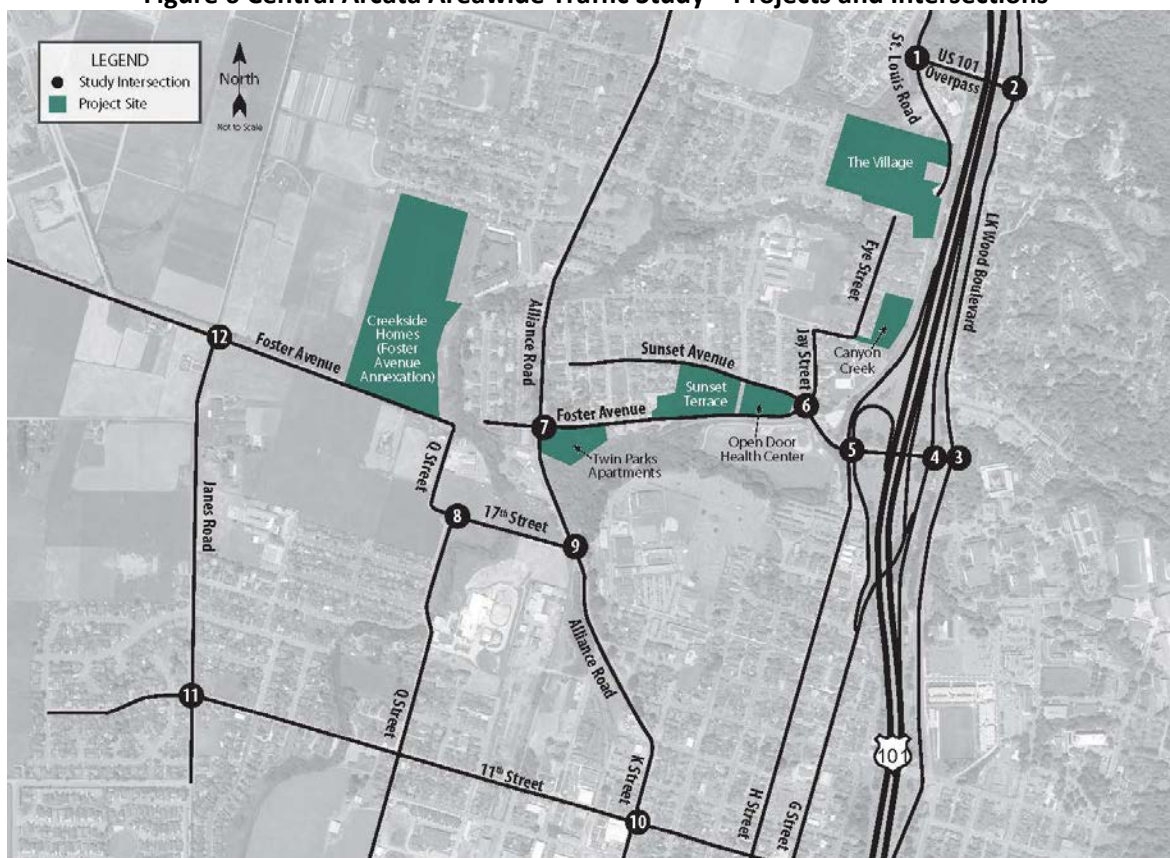 Figure 6 Central Arcata Areawide Traffic Study – Projects and Intersections
LEGEND
Study Intersection
Project Site
North
Not to Scale
St. Louis Road
1
US 101
Overpass
2
The Village
LK Wood Boulevard
Eye Street
Creekside
Homes
(Foster
Avenue
Annexation)
Alliance Road
12
Foster Avenue
Jay Street
Canyon
Creek
Sunset Avenue
Sunset
Terrace
6
7
Foster Avenue
Open Door
Health Center
Twin Parks
Apartments
5
4
3
Q Street
Janes Road
8
17th Street
9
Alliance Road
11
Q Street
11th Street
K Street
10
H Street
G Street
101